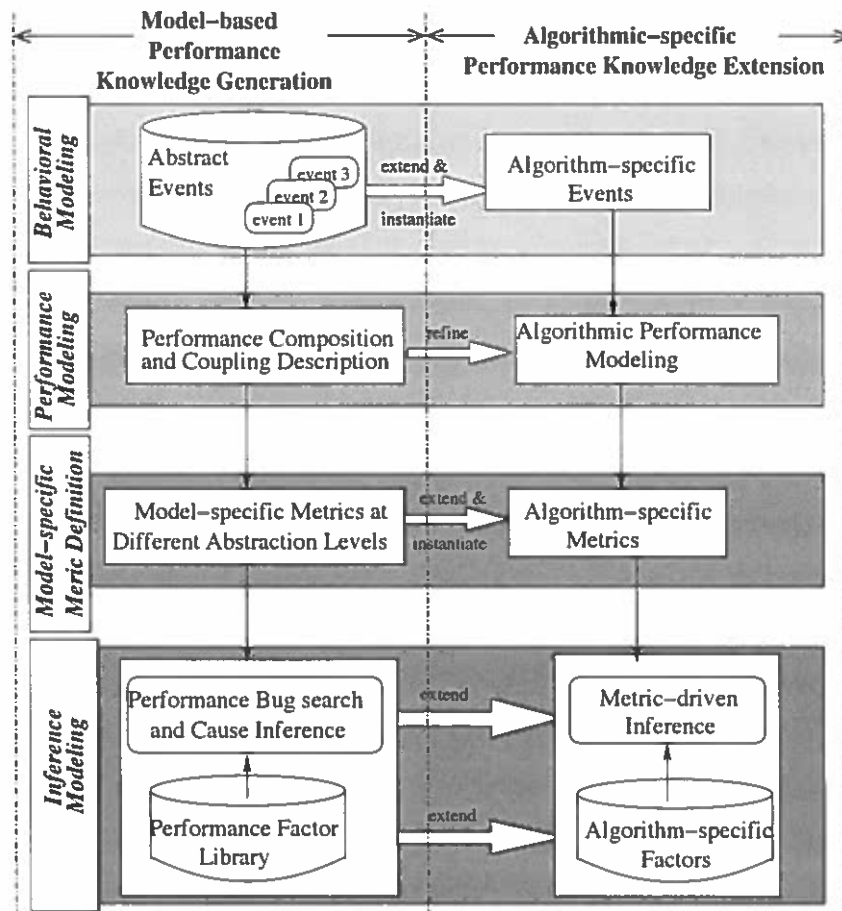 Model-based
Performance
Knowledge Generation
Algorithmic-specific
Performance Knowledge Extension
Behavioral
Modeling
Abstract
Events
event 3
event 2
event 1
extend &
instantiate
Algorithm-specific
Events
Performance
Modeling
Performance Composition
and Coupling Description
refine
Algorithmic Performance
Modeling
Model-specific
Meric Definition
Model-specific Metrics at
Different Abstraction Levels
extend &
instantiate
Algorithm-specific
Metrics
Inference
Modeling
Performance Bug search
and Cause Inference
extend
Metric-driven
Inference
Performance Factor
Library
extend
Algorithm-specific
Factors